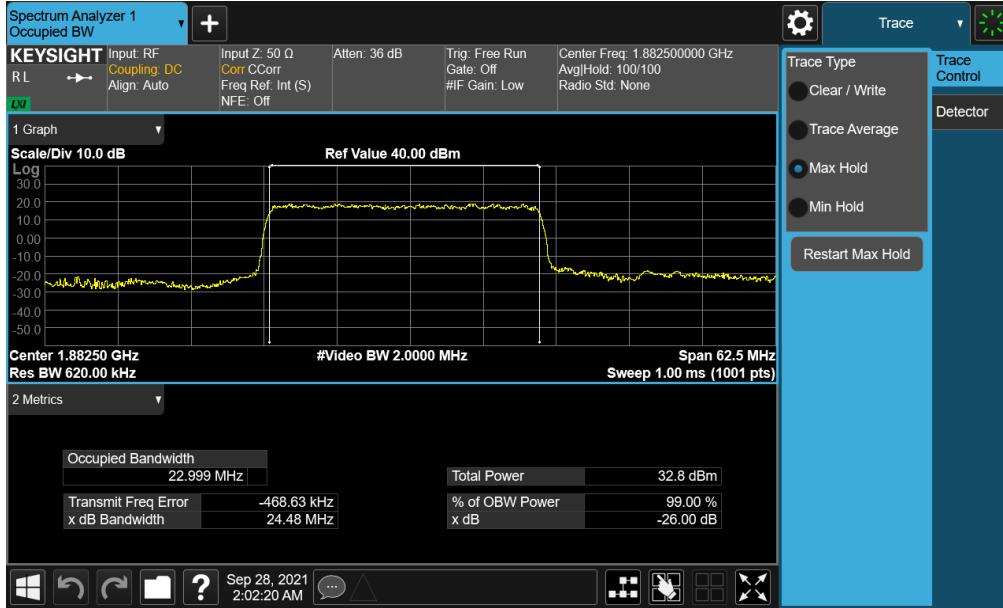 Spectrum Analyzer 1
Occupied BW
+
Trace
KEYSIGHT
RL
LXI
Input: RF
Coupling: DC
Align: Auto
Input Z: 50 Ω
Corr CCorr
Freq Ref: Int (S)
NFE: Off
Atten: 36 dB
Trig: Free Run
Gate: Off
#IF Gain: Low
Center Freq: 1.882500000 GHz
Avg|Hold: 100/100
Radio Std: None
Trace Type
Clear / Write
Trace Average
Max Hold
Min Hold
Restart Max Hold
Trace
Control
Detector
1 Graph
Scale/Div 10.0 dB
Ref Value 40.00 dBm
Log
30.0
20.0
10.0
0.00
-10.0
-20.0
-30.0
-40.0
-50.0
Center 1.88250 GHz
#Video BW 2.0000 MHz
Span 62.5 MHz
Res BW 620.00 kHz
Sweep 1.00 ms (1001 pts)
2 Metrics
Occupied Bandwidth
22.999 MHz
Total Power 32.8 dBm
Transmit Freq Error -468.63 kHz
% of OBW Power 99.00 %
x dB Bandwidth 24.48 MHz
x dB -26.00 dB
?
Sep 28, 2021
2:02:20 AM